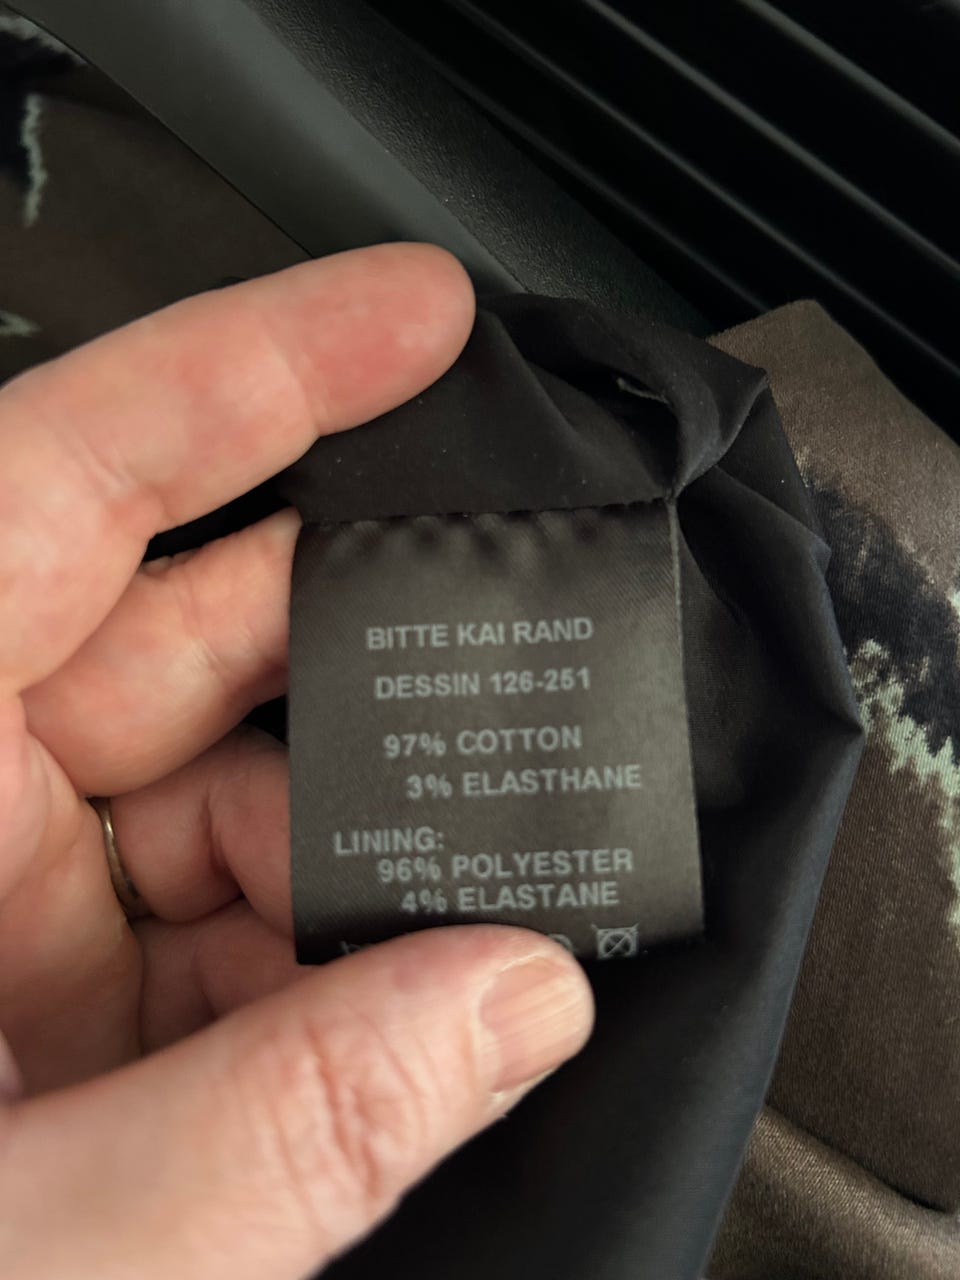 BITTE KAI RAND
DESSIN 126-251
97% COTTON
3% ELASTHANE
LINING:
96% POLYESTER
4% ELASTANE